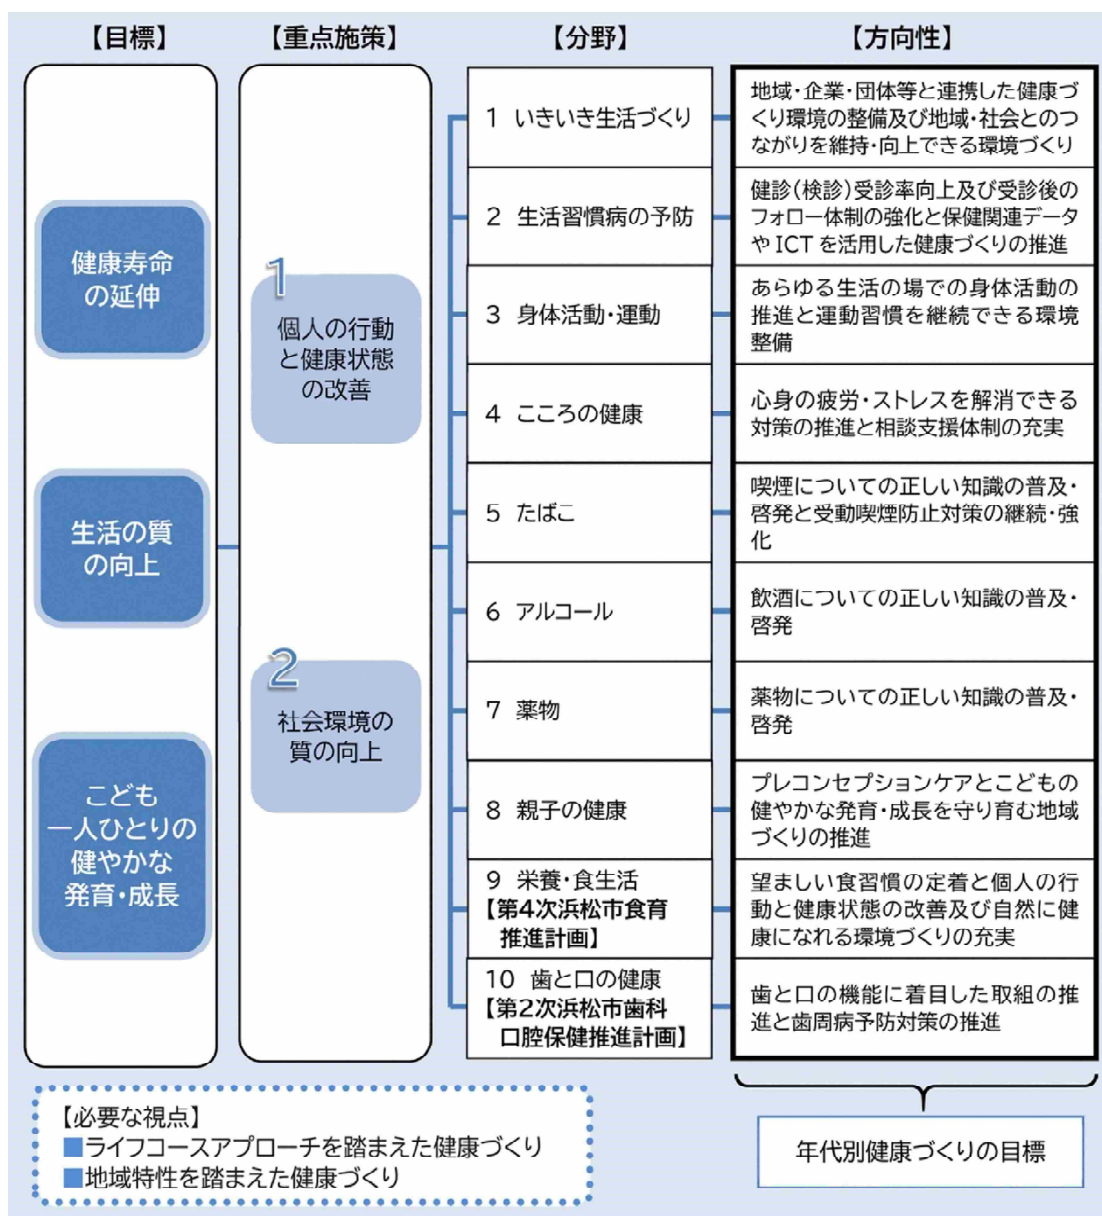 【目標】
【重点施策】
【分野】
【方向性】
健康寿命
の延伸
生活の質
の向上
こども
一人ひとりの
健やかな
発育・成長
1
個人の行動
と健康状態
の改善
2
社会環境の
質の向上
1 いきいき生活づくり
地域・企業・団体等と連携した健康づ
くり環境の整備及び地域・社会とのつ
ながりを維持・向上できる環境づくり
2 生活習慣病の予防
健診(検診)受診率向上及び受診後の
フォロー体制の強化と保健関連データ
や ICT を活用した健康づくりの推進
3 身体活動・運動
あらゆる生活の場での身体活動の
推進と運動習慣を継続できる環境
整備
4 こころの健康
心身の疲労・ストレスを解消できる
対策の推進と相談支援体制の充実
5 たばこ
喫煙についての正しい知識の普及・
啓発と受動喫煙防止対策の継続・強
化
6 アルコール
飲酒についての正しい知識の普及・
啓発
7 薬物
薬物についての正しい知識の普及・
啓発
8 親子の健康
プレコンセプションケアとこどもの
健やかな発育・成長を守り育む地域
づくりの推進
9 栄養・食生活
【第4次浜松市食育
推進計画】
望ましい食習慣の定着と個人の行
動と健康状態の改善及び自然に健
康になれる環境づくりの充実
10 歯と口の健康
【第2次浜松市歯科
口腔保健推進計画】
歯と口の機能に着目した取組の推
進と歯周病予防対策の推進
【必要な視点】
■ライフコースアプローチを踏まえた健康づくり
■地域特性を踏まえた健康づくり
年代別健康づくりの目標